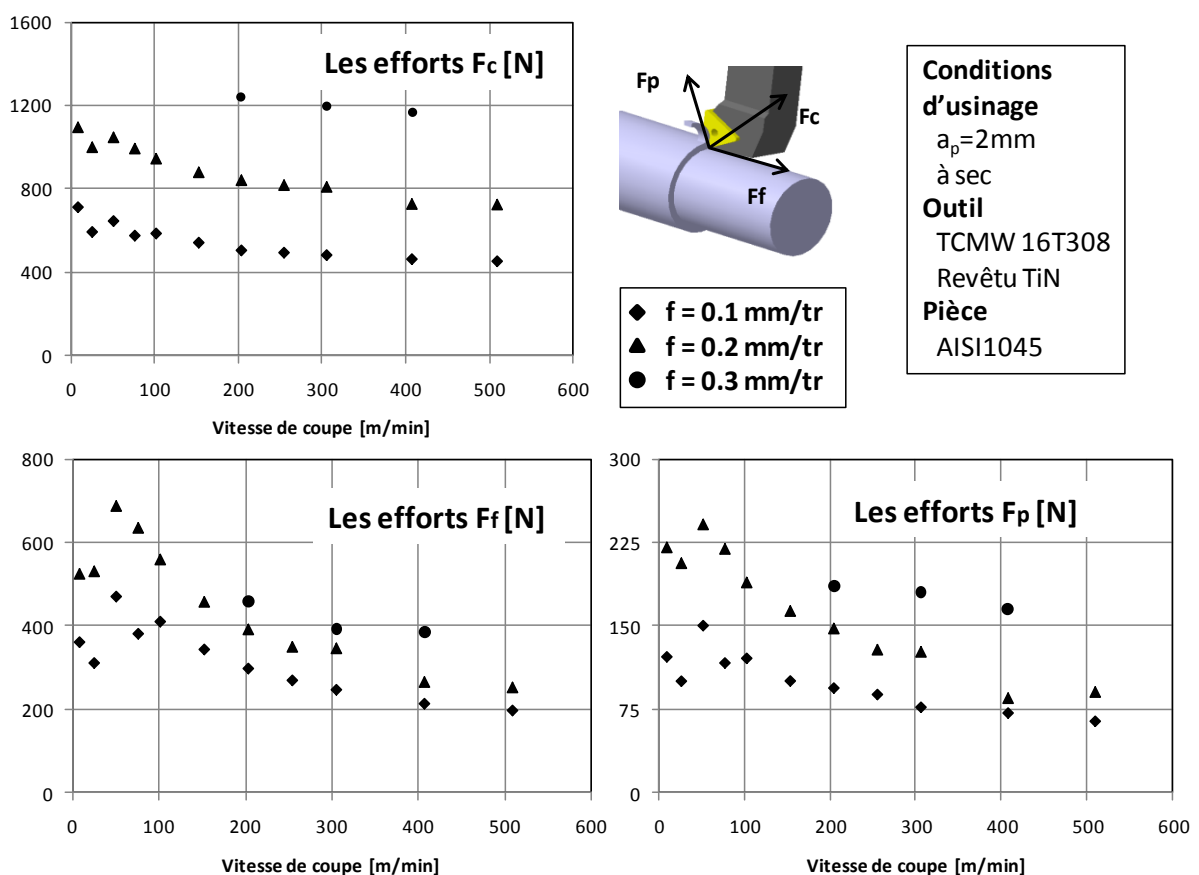 Les efforts Fc [N]
1600
1200
800
400
0
0 100 200 300 400 500 600
Vitesse de coupe [m/min]
Fp
Fc
Ff
f = 0.1 mm/tr
f = 0.2 mm/tr
f = 0.3 mm/tr
Conditions
d'usinage
ap=2mm
à sec
Outil
TCMW 16T308
Revêtu TiN
Pièce
AISI1045
Les efforts Ff [N]
800
600
400
200
0
0 100 200 300 400 500 600
Vitesse de coupe [m/min]
Les efforts Fp [N]
300
225
150
75
0
0 100 200 300 400 500 600
Vitesse de coupe [m/min]